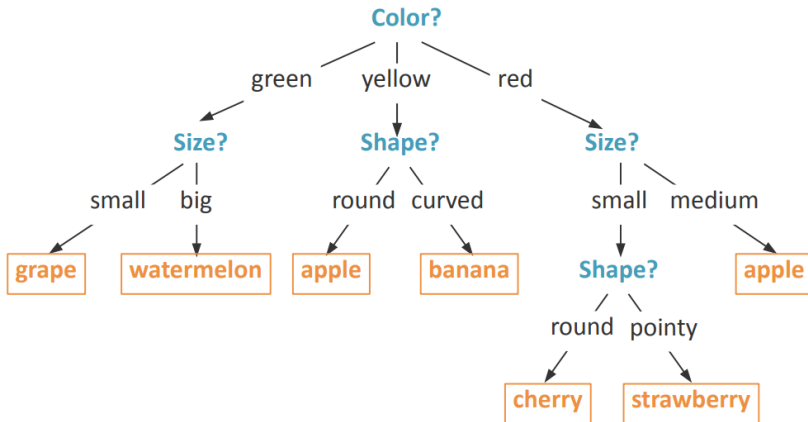 Color?
green yellow red
Size? Shape? Size?
small big round curved small medium
grape watermelon apple banana Shape? apple
round pointy
cherry strawberry